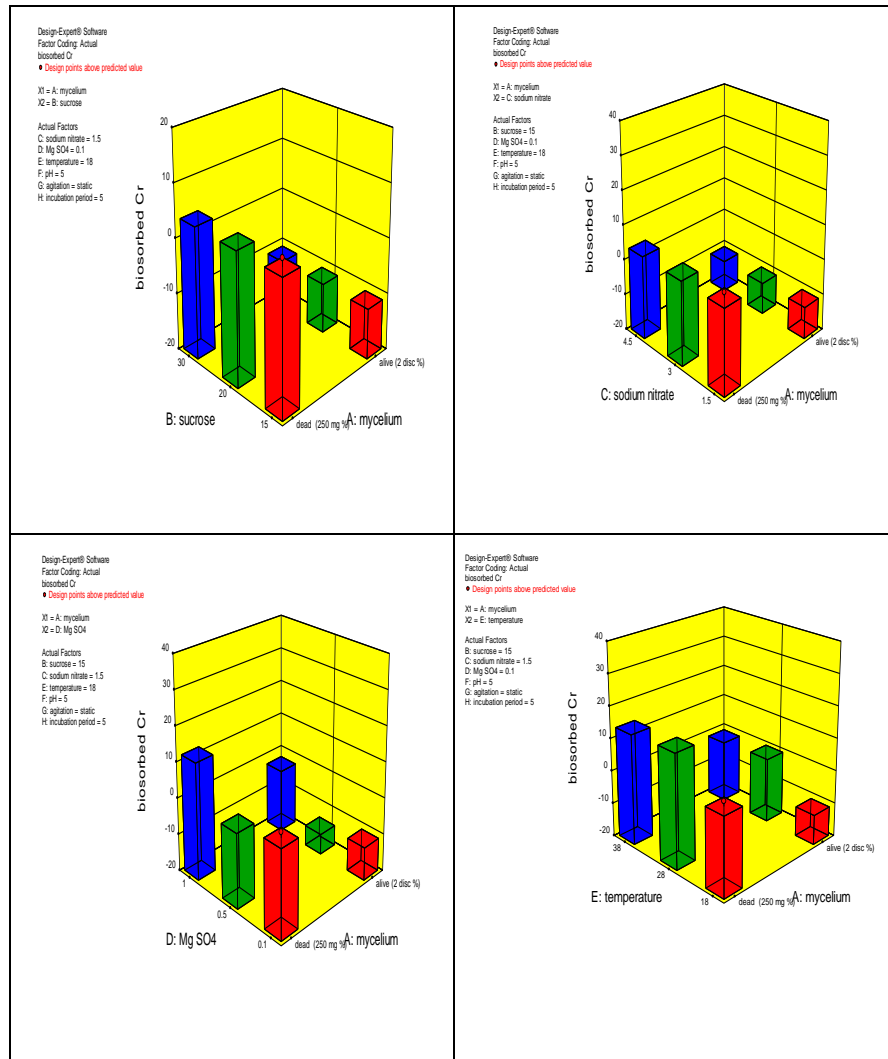 Design-Expert® Software
Factor Coding: Actual
biosorbed Cr
Design points above predicted value
X1 = A: mycelium
X2 = B: sucrose
Actual Factors
C: sodium nitrate = 1.5
D: Mg SO4 = 0.1
E: temperature = 18
F: pH = 5
G: agitation = static
H: incubation period = 5
20
10
0
-10
-20
biosorbed Cr
30
20
15
B: sucrose
dead (250 mg %)
alive (2 disc %)
A: mycelium
Design-Expert® Software
Factor Coding: Actual
biosorbed Cr
Design points above predicted value
X1 = A: mycelium
X2 = C: sodium nitrate
Actual Factors
B: sucrose = 15
D: Mg SO4 = 0.1
E: temperature = 18
F: pH = 5
G: agitation = static
H: incubation period = 5
40
30
20
10
0
-10
-20
biosorbed Cr
4.5
3
1.5
C: sodium nitrate
dead (250 mg %)
alive (2 disc %)
A: mycelium
Design-Expert® Software
Factor Coding: Actual
biosorbed Cr
Design points above predicted value
X1 = A: mycelium
X2 = D: Mg SO4
Actual Factors
B: sucrose = 15
C: sodium nitrate = 1.5
E: temperature = 18
F: pH = 5
G: agitation = static
H: incubation period = 5
40
30
20
10
0
-10
-20
biosorbed Cr
1
0.5
0.1
D: Mg SO4
dead (250 mg %)
alive (2 disc %)
A: mycelium
Design-Expert® Software
Factor Coding: Actual
biosorbed Cr
Design points above predicted value
X1 = A: mycelium
X2 = E: temperature
Actual Factors
B: sucrose = 15
C: sodium nitrate = 1.5
D: Mg SO4 = 0.1
F: pH = 5
G: agitation = static
H: incubation period = 5
40
30
20
10
0
-10
-20
biosorbed Cr
38
28
18
E: temperature
dead (250 mg %)
alive (2 disc %)
A: mycelium